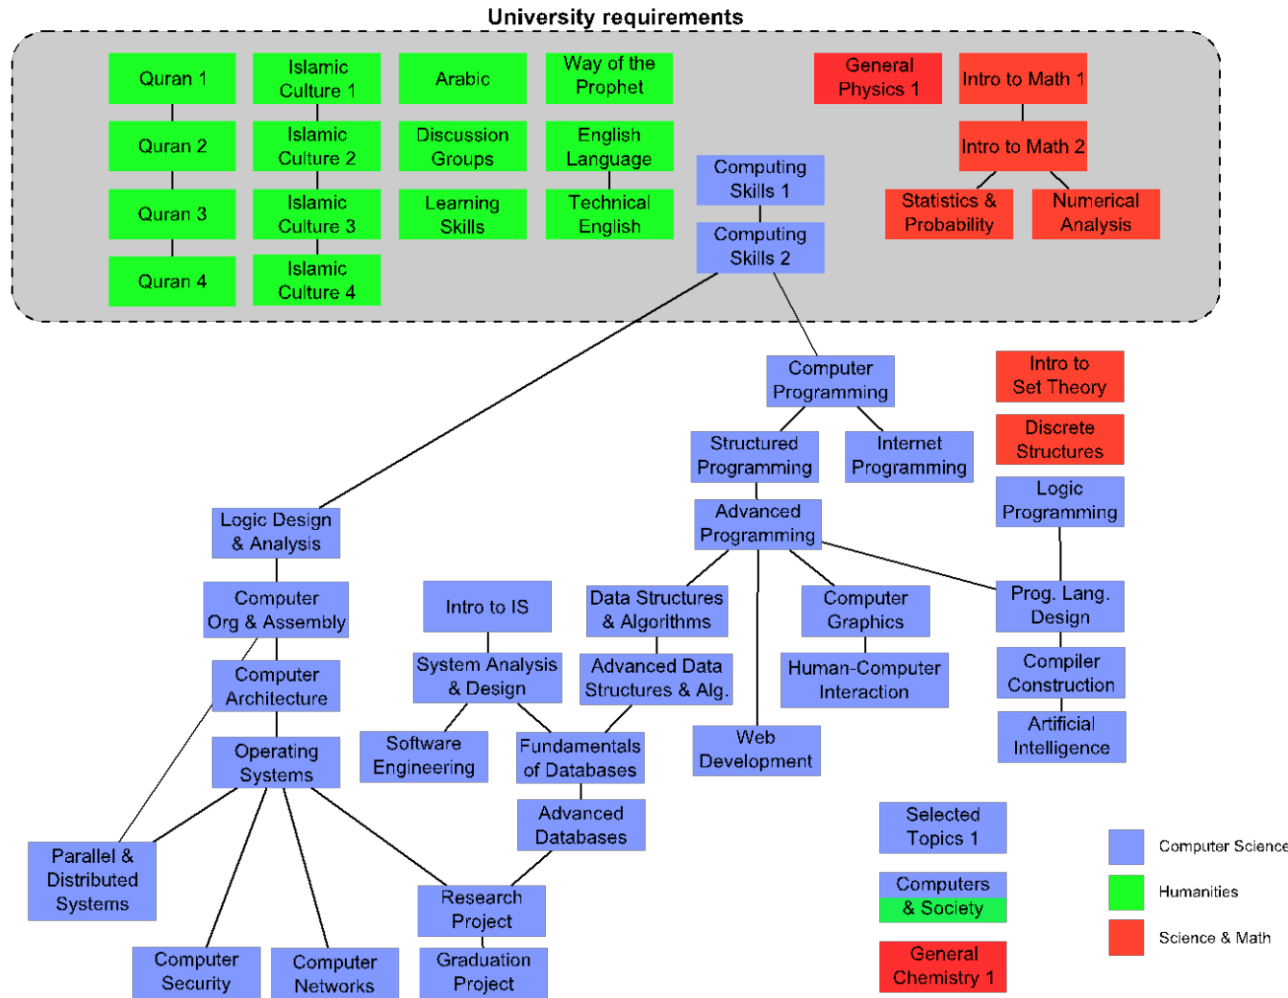 University requirements
Quran 1
Islamic
Culture 1
Arabic
Way of the
Prophet
General
Physics 1
Intro to Math 1
Quran 2
Islamic
Culture 2
Discussion
Groups
English
Language
Computing
Skills 1
Intro to Math 2
Quran 3
Islamic
Culture 3
Learning
Skills
Technical
English
Computing
Skills 2
Statistics &
Probability
Numerical
Analysis
Quran 4
Islamic
Culture 4
Computer
Programming
Intro to
Set Theory
Structured
Programming
Internet
Programming
Discrete
Structures
Logic Design
& Analysis
Advanced
Programming
Logic
Programming
Computer
Org & Assembly
Intro to IS
Data Structures
& Algorithms
Computer
Graphics
Prog. Lang.
Design
Computer
Architecture
System Analysis
& Design
Advanced Data
Structures & Alg.
Human-Computer
Interaction
Compiler
Construction
Operating
Systems
Software
Engineering
Fundamentals
of Databases
Web
Development
Artificial
Intelligence
Parallel &
Distributed
Systems
Advanced
Databases
Selected
Topics 1
Computer Science
Research
Project
Computers
& Society
Humanities
Computer
Security
Computer
Networks
Graduation
Project
General
Chemistry 1
Science & Math